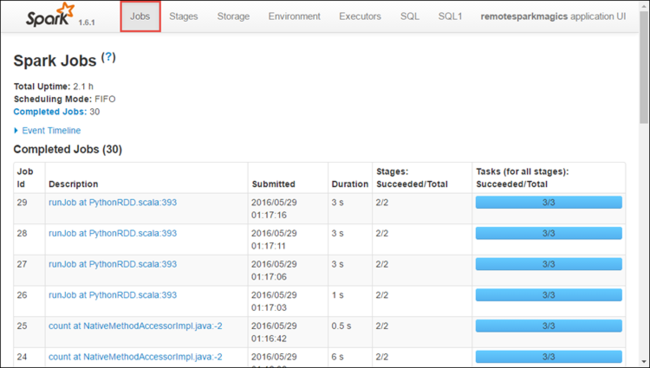 Spark 1.6.1 Jobs Stages Storage Environment Executors SQL SQL1 remotesparkmagics application UI
Spark Jobs (?)
Total Uptime: 2.1 h
Scheduling Mode: FIFO
Completed Jobs: 30
Event Timeline
Completed Jobs (30)
Job Id Description Submitted Duration Stages: Succeeded/Total Tasks (for all stages): Succeeded/Total
29 runJob at PythonRDD.scala:393 2016/05/29 01:17:16 3 s 2/2 3/3
28 runJob at PythonRDD.scala:393 2016/05/29 01:17:11 3 s 2/2 3/3
27 runJob at PythonRDD.scala:393 2016/05/29 01:17:06 3 s 2/2 3/3
26 runJob at PythonRDD.scala:393 2016/05/29 01:17:03 1 s 2/2 3/3
25 count at NativeMethodAccessorImpl.java:-2 2016/05/29 01:16:42 0.5 s 2/2 3/3
24 count at NativeMethodAccessorImpl.java:-2 2016/05/29 6 s 2/2 3/3